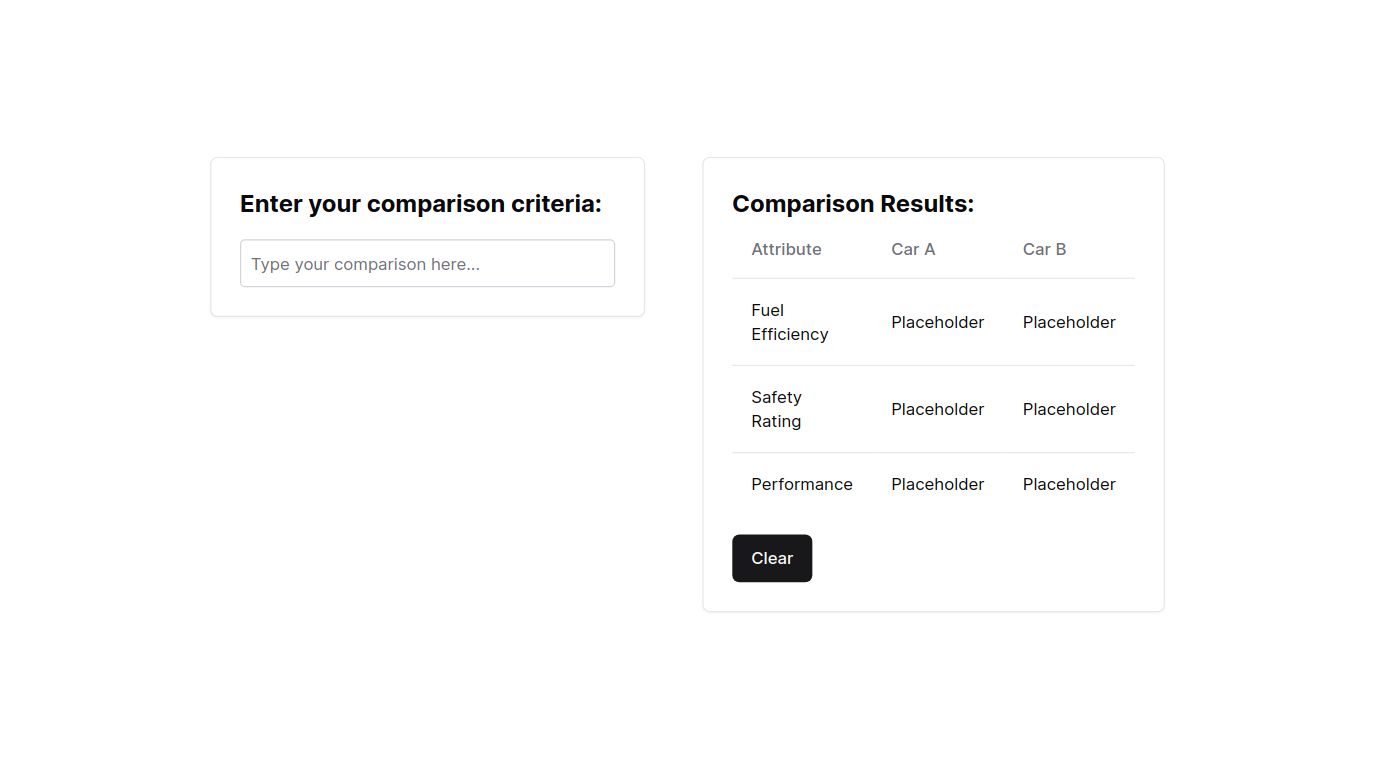 Enter your comparison criteria:
Type your comparison here...
Comparison Results:
Attribute Car A Car B
Fuel
Efficiency Placeholder Placeholder
Safety
Rating Placeholder Placeholder
Performance Placeholder Placeholder
Clear